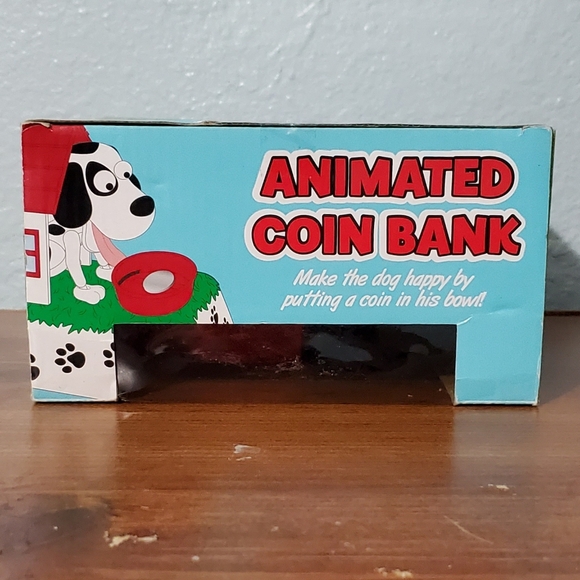 ANIMATED
COIN BANK
Make the dog happy by
putting a coin in his bowl!